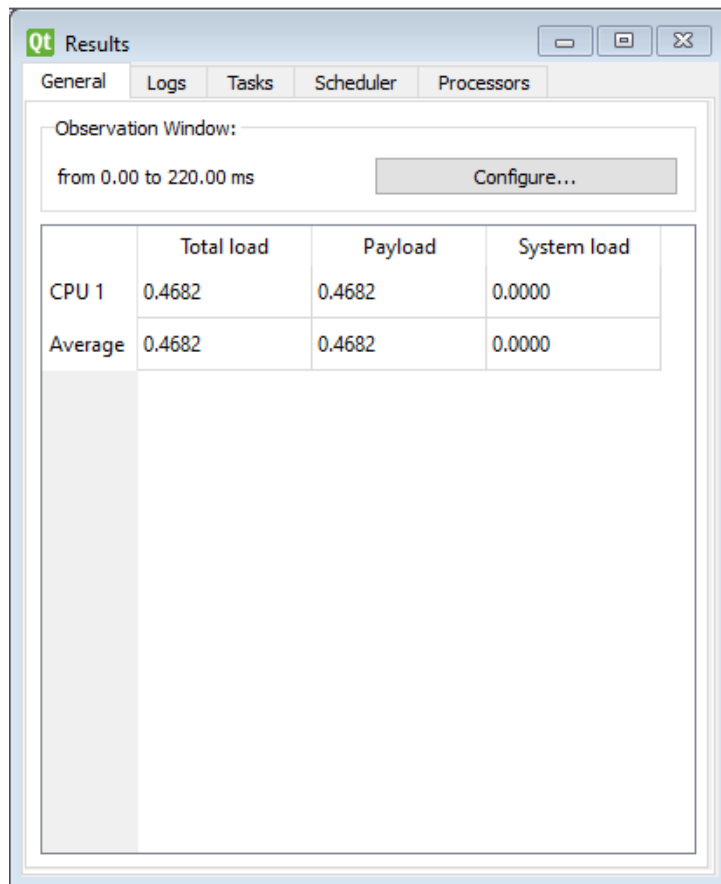 Qt Results
General Logs Tasks Scheduler Processors
Observation Window:
from 0.00 to 220.00 ms Configure...
Total load Payload System load
CPU 1 0.4682 0.4682 0.0000
Average 0.4682 0.4682 0.0000